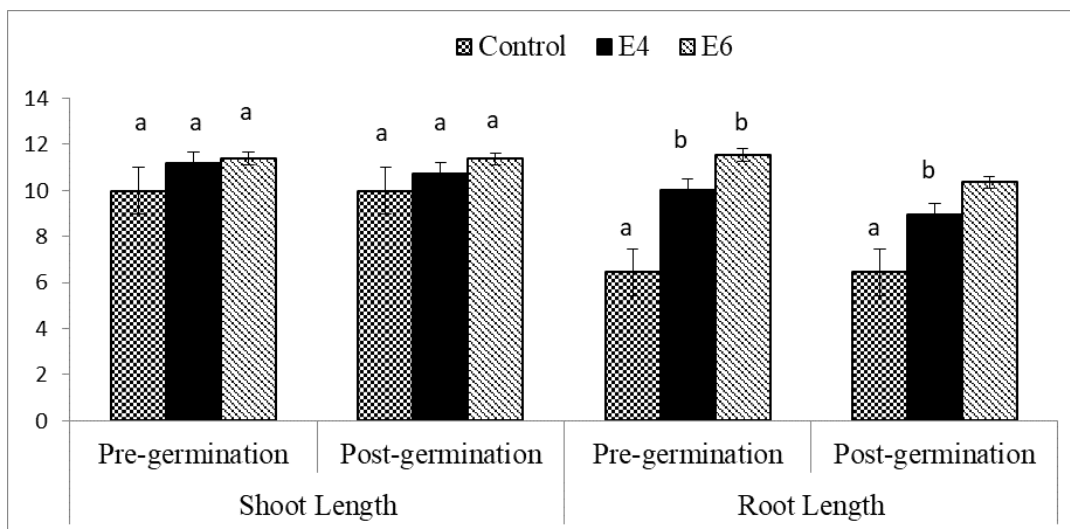 Control E4 E6
14
12
10
8
6
4
2
0
a a a a a a a b b a b
Pre-germination Post-germination Pre-germination Post-germination
Shoot Length Root Length